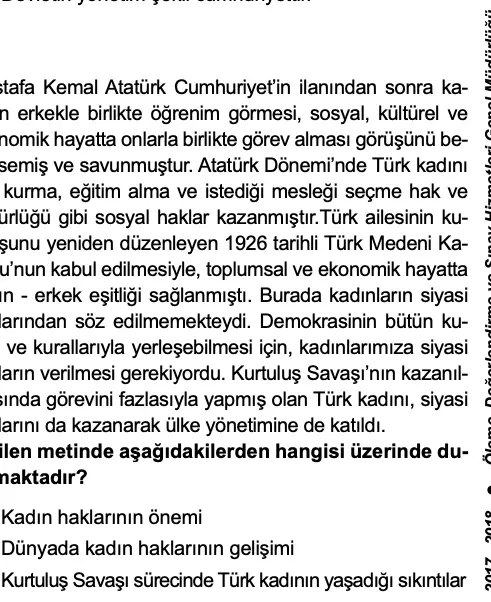 stafa Kemal Atatürk Cumhuriyet'in ilanından sonra ka-
n erkekle birlikte öğrenim görmesi, sosyal, kültürel ve
nomik hayatta onlarla birlikte görev alması görüşünü be-
semiş ve savunmuştur. Atatürk Dönemi'nde Türk kadını
kurma, eğitim alma ve istediği mesleği seçme hak ve
ürlüğü gibi sosyal haklar kazanmıştır.Türk ailesinin ku-
şunu yeniden düzenleyen 1926 tarihli Türk Medeni Ka-
u'nun kabul edilmesiyle, toplumsal ve ekonomik hayatta
ın - erkek eşitliği sağlanmıştı. Burada kadınların siyasi
larından söz edilmemekteydi. Demokrasinin bütün ku-
ve kurallarıyla yerleşebilmesi için, kadınlarımıza siyasi
ların verilmesi gerekiyordu. Kurtuluş Savaşı'nın kazanıl-
sında görevini fazlasıyla yapmış olan Türk kadını, siyasi
larını da kazanarak ülke yönetimine de katıldı.
ilen metinde aşağıdakilerden hangisi üzerinde du-
maktadır?
Kadın haklarının önemi
Dünyada kadın haklarının gelişimi
Kurtuluş Savaşı sürecinde Türk kadının yaşadığı sıkıntılar
2017 - 2018 ● Ölçme, Değerlendirme ve Sınav Hizmetleri Genel Müdürlüğü